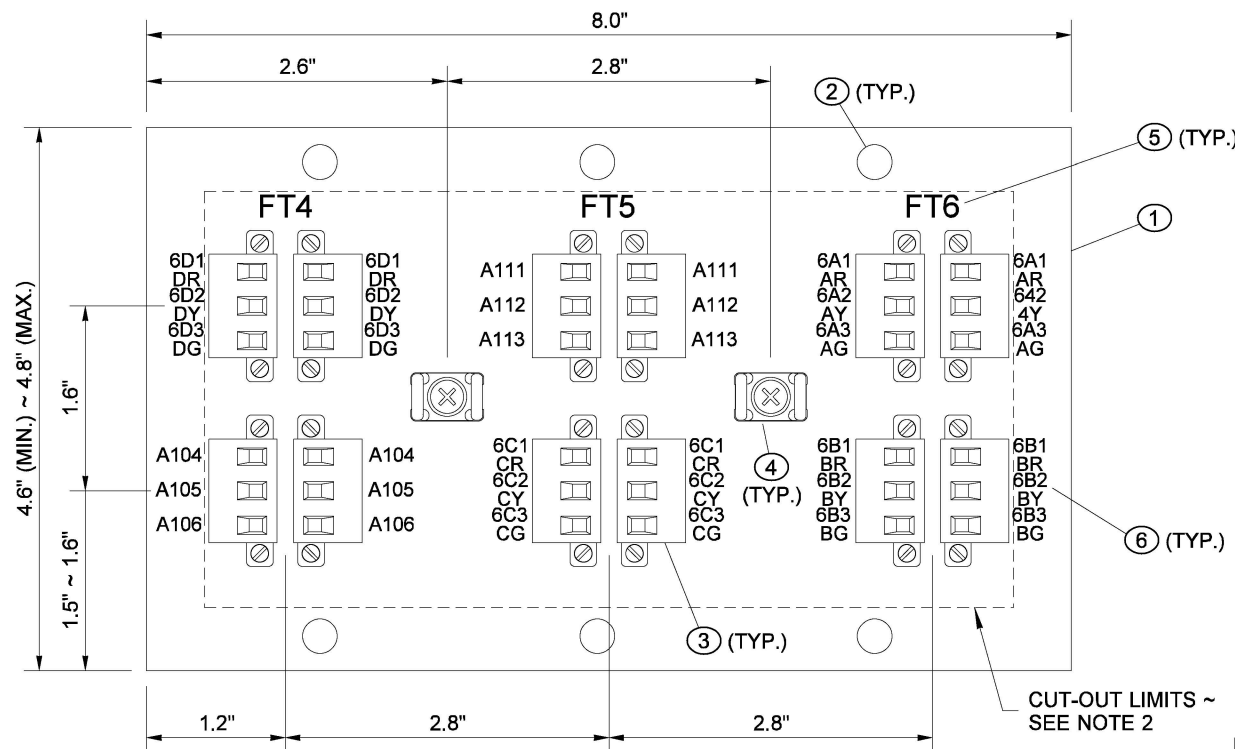 8.0"
2.6"
2.8"
2 (TYP.)
5 (TYP.)
1
4.6" (MIN.) ~ 4.8" (MAX.)
1.6"
1.5" ~ 1.6"
FT4
FT5
FT6
6D1
DR
6D2
DY
6D3
DG
6D1
DR
6D2
DY
6D3
DG
A111
A112
A113
A111
A112
A113
6A1
AR
6A2
AY
6A3
AG
6A1
AR
642
4Y
6A3
AG
A104
A105
A106
A104
A105
A106
6C1
CR
6C2
CY
6C3
CG
6C1
CR
6C2
CY
6C3
CG
4
(TYP.)
6B1
BR
6B2
BY
6B3
BG
6B1
BR
6B2
BY
6B3
BG
6 (TYP.)
3 (TYP.)
CUT-OUT LIMITS ~
SEE NOTE 2
1.2"
2.8"
2.8"